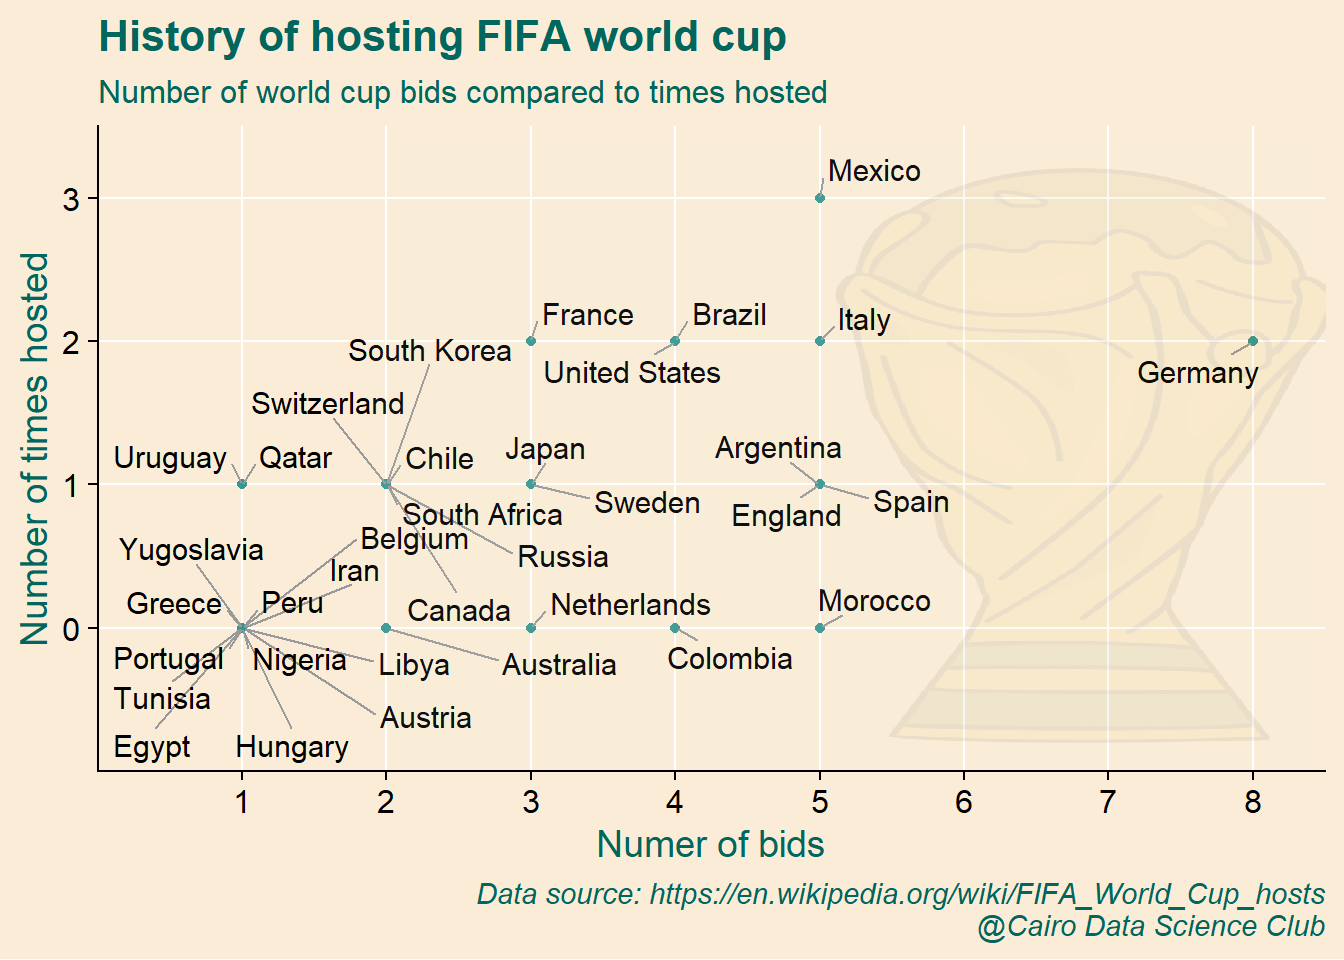 History of hosting FIFA world cup
Number of world cup bids compared to times hosted
Number of times hosted
3
2
1
0
Mexico
France
Brazil
Italy
South Korea
United States
Germany
Switzerland
Uruguay
Qatar
Chile
Japan
Argentina
South Africa
Sweden
England
Spain
Belgium
Yugoslavia
Russia
Iran
Greece
Peru
Canada
Netherlands
Morocco
Portugal
Nigeria
Libya
Australia
Colombia
Tunisia
Austria
Egypt
Hungary
1 2 3 4 5 6 7 8
Numer of bids
Data source: https://en.wikipedia.org/wiki/FIFA_World_Cup_hosts
@Cairo Data Science Club